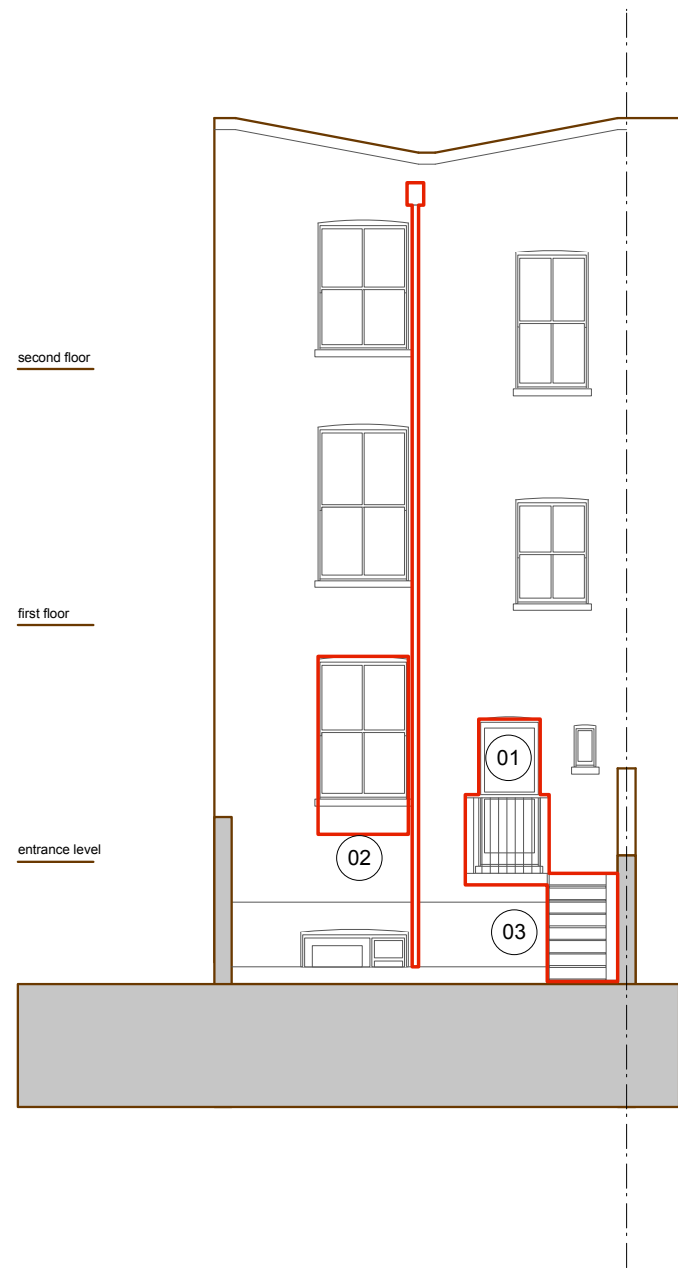 second floor
first floor
01
entrance level
02
03